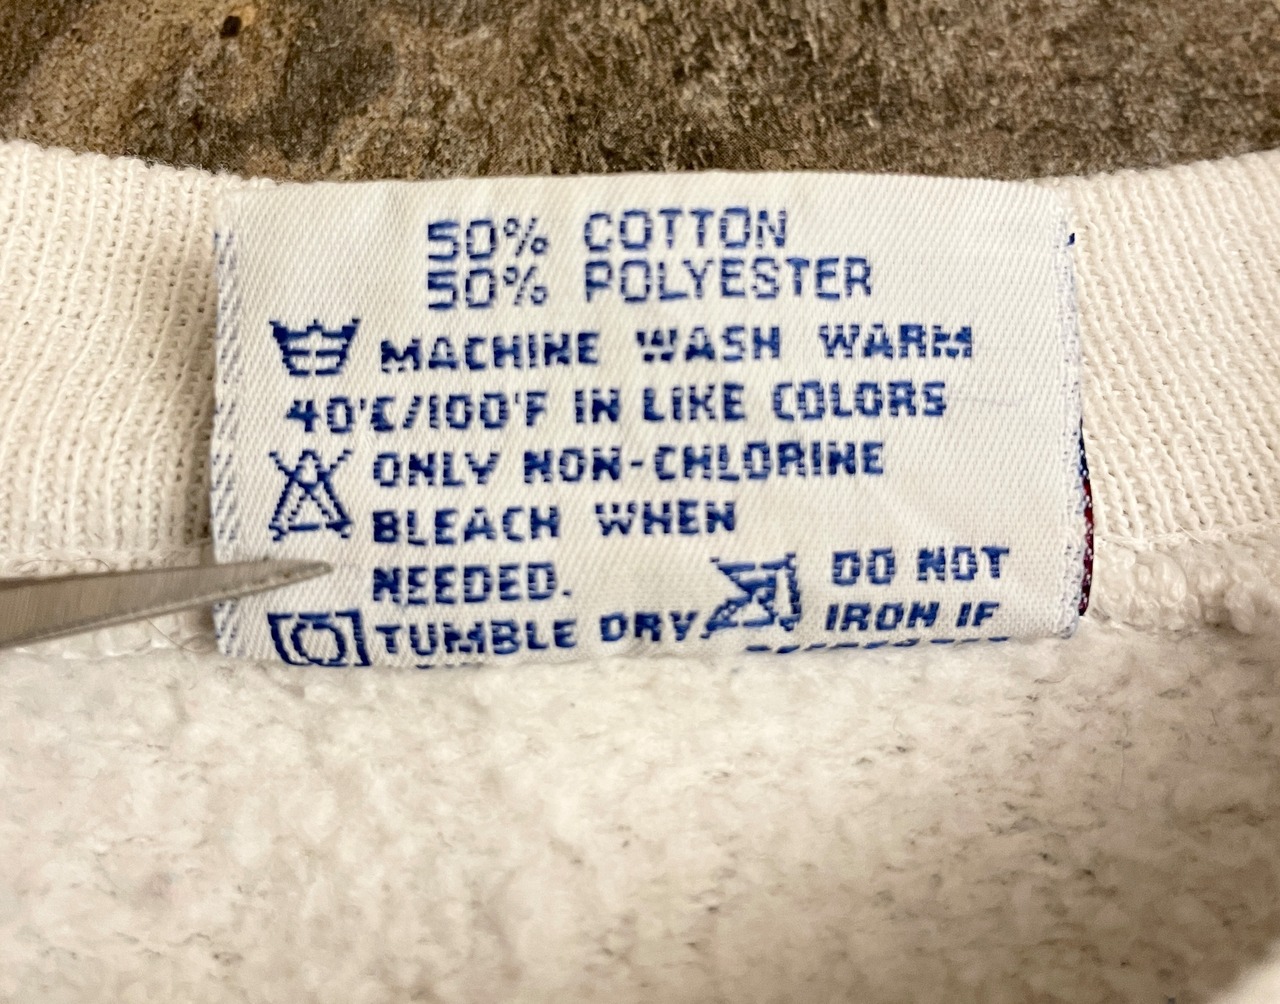 50% COTTON
50% POLYESTER
MACHINE WASH WARM
40'C/100'F IN LIKE COLORS
ONLY NON-CHLORINE
BLEACH WHEN
NEEDED.
TUMBLE DRY
DO NOT
IRON IF